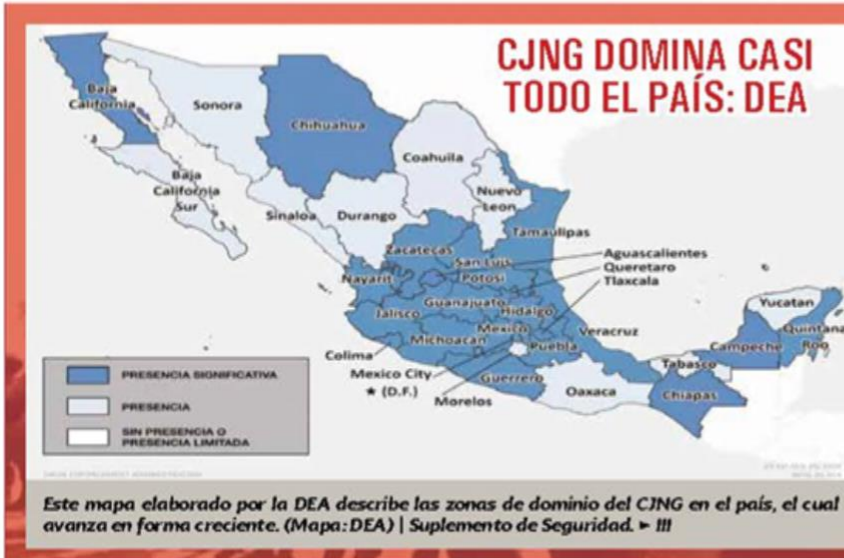 CJNG DOMINA CASI
TODO EL PAÍS: DEA
Baja
California
Sonora
Chihuahua
Coahuila
Baja
California
Sur
Sinaloa
Durango
Nuevo
Leon
Tamaulipas
Zacatecas
San Luis
Potosi
Aguascalientes
Queretaro
Tlaxcala
Nayarit
Guanajuato
Hidalgo
Jalisco
Mexico
Michoacan
Puebla
Veracruz
Yucatan
Quintana
Roo
Campeche
Tabasco
Colima
Mexico City
★ (D.F.)
Morelos
Guerrero
Oaxaca
Chiapas
PRESENCIA SIGNIFICATIVA
PRESENCIA
SIN PRESENCIA O
PRESENCIA LIMITADA
Este mapa elaborado por la DEA describe las zonas de dominio del CJNG en el país, el cual
avanza en forma creciente. (Mapa: DEA) | Suplemento de Seguridad. ► III